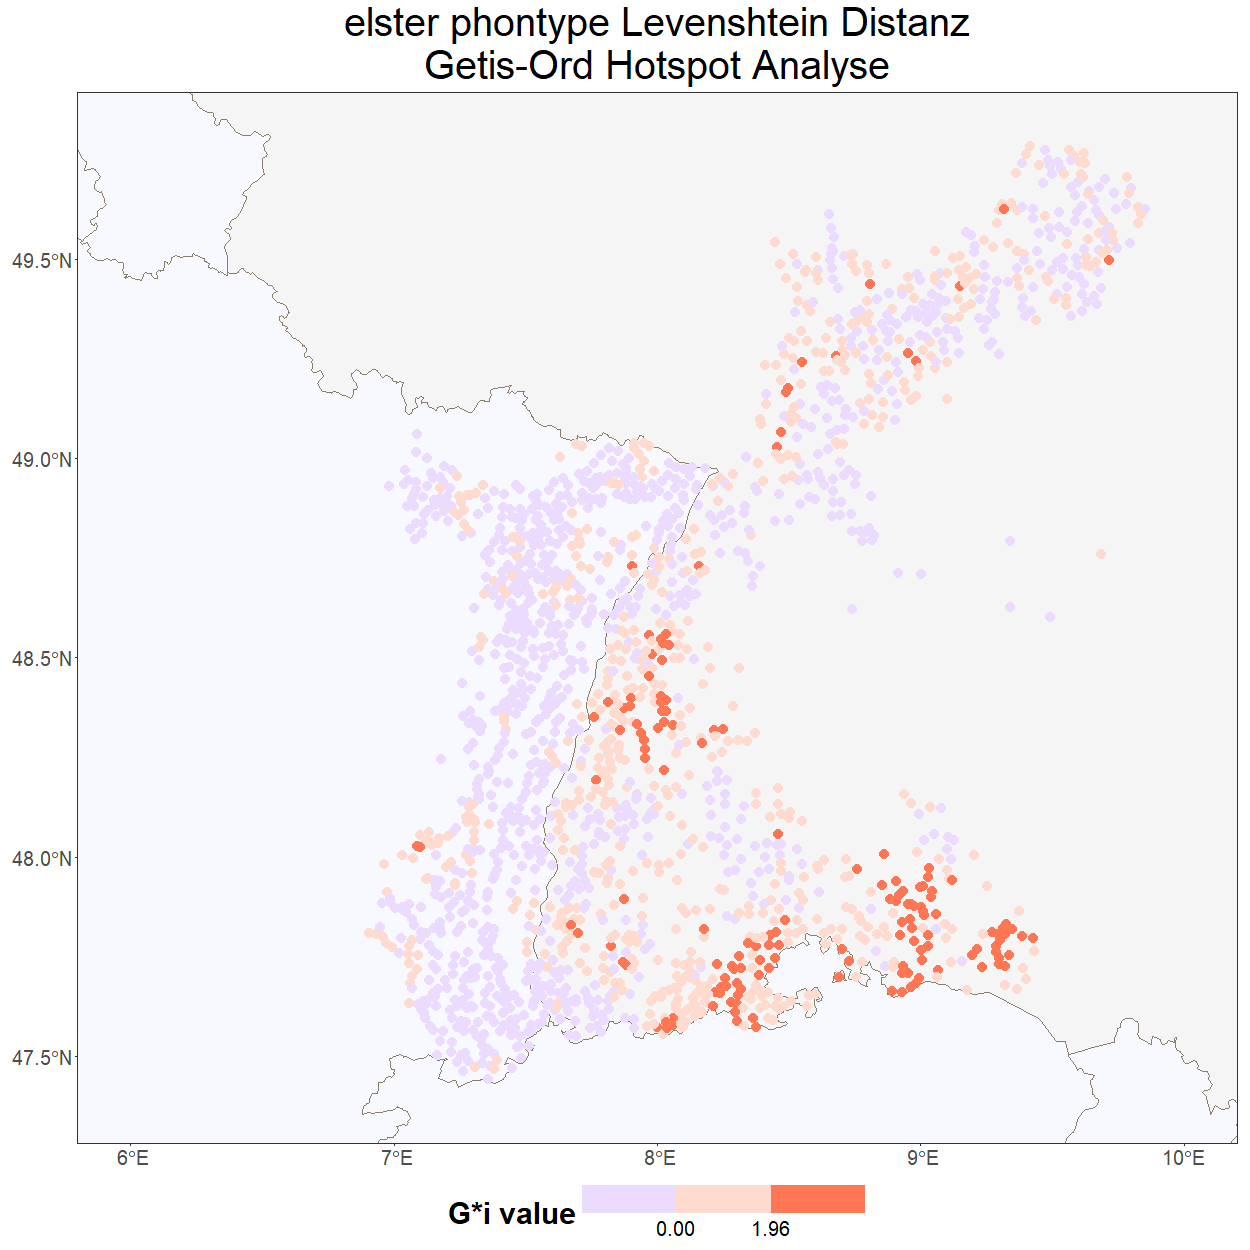 elster phontype Levenshtein Distanz
Getis-Ord Hotspot Analyse
49.5°N
49.0°N
48.5°N
48.0°N
47.5°N
6°E 7°E 8°E 9°E 10°E
G*i value
0.00 1.96